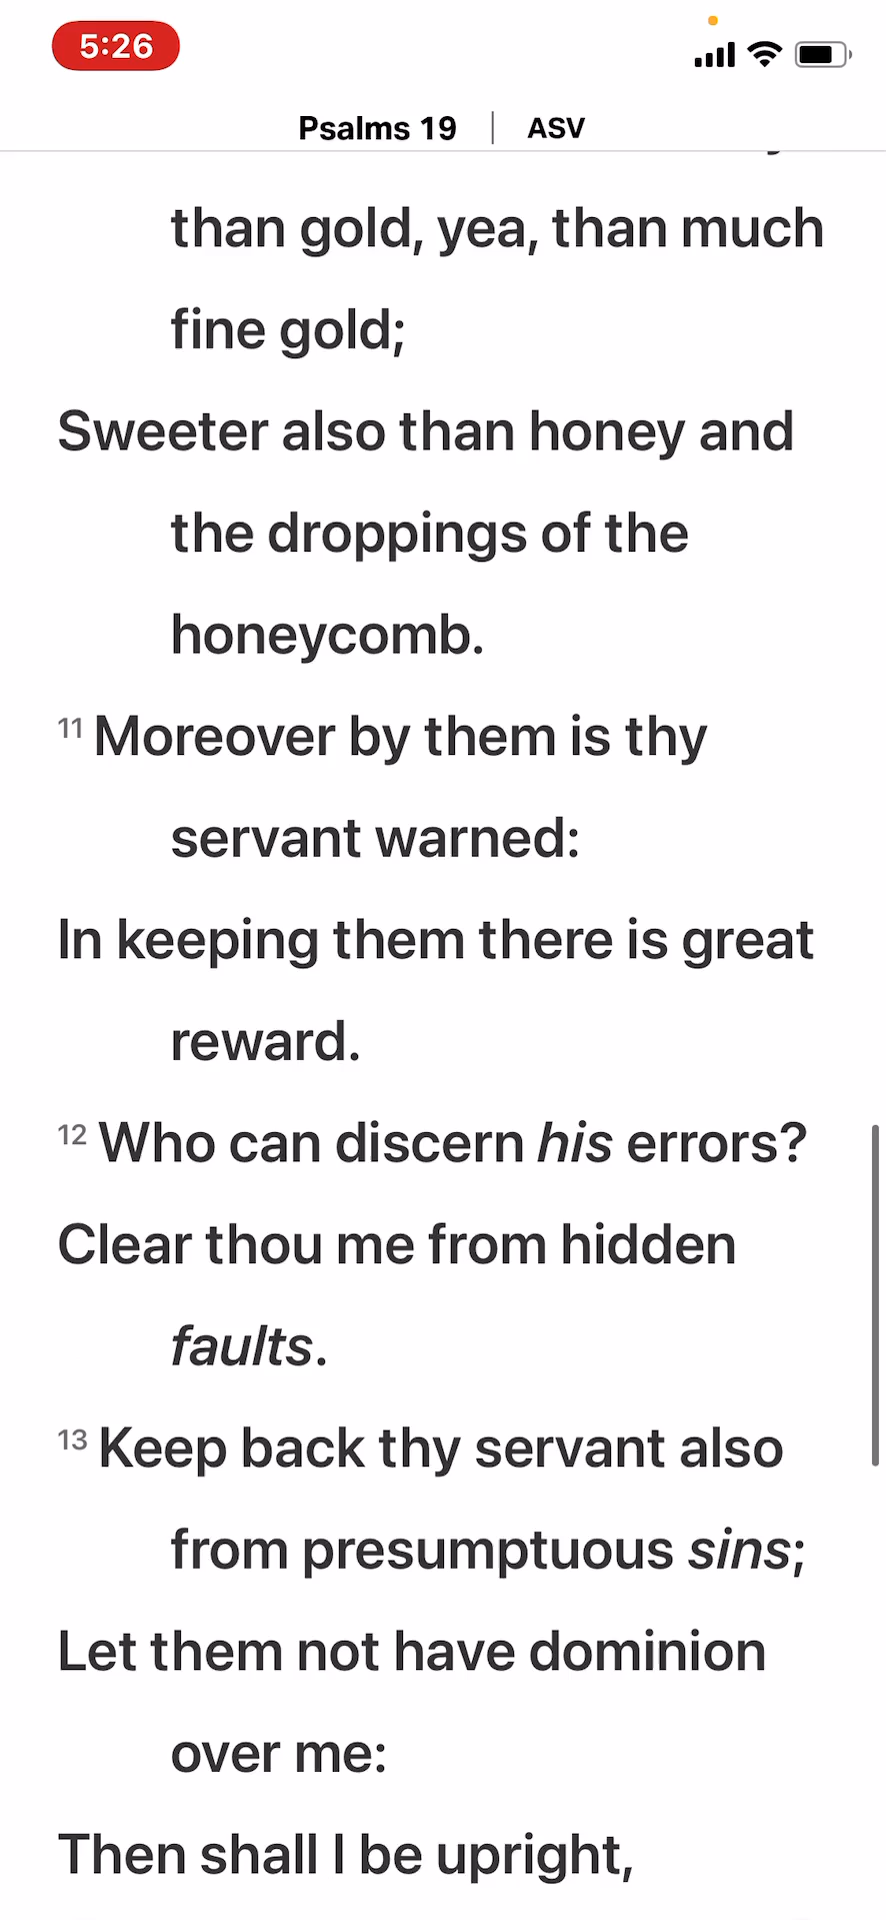 5:26
Psalms 19 | ASV
than gold, yea, than much
fine gold;
Sweeter also than honey and
the droppings of the
honeycomb.
11 Moreover by them is thy
servant warned:
In keeping them there is great
reward.
12 Who can discern his errors?
Clear thou me from hidden
faults.
13 Keep back thy servant also
from presumptuous sins;
Let them not have dominion
over me:
Then shall I be upright,